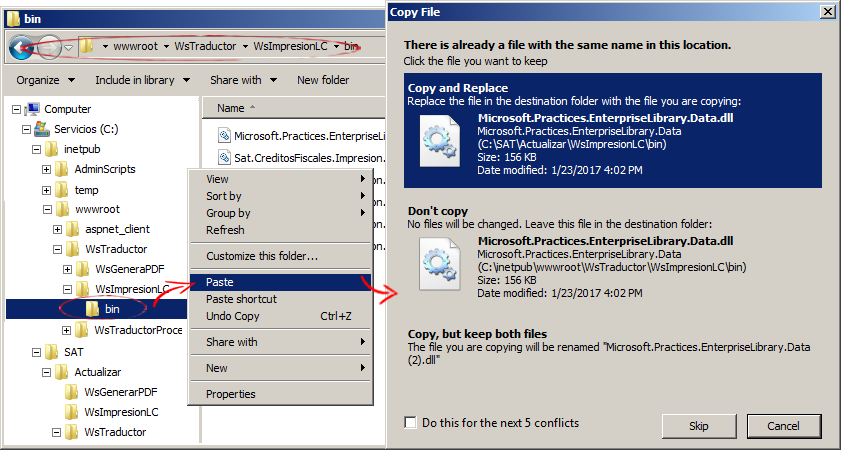 bin
wwwroot ▾ WsTraductor ▾ WsImpresionLC ▾ bin
Organize ▾ Include in library ▾ Share with ▾ New folder
Computer
Servicios (C:)
inetpub
AdminScripts
temp
wwwroot
aspnet_client
WsTraductor
WsGeneraPDF
WsImpresionLC
bin
WsTraductorProce
SAT
Actualizar
WsGenerarPDF
WsImpresionLC
WsTraductor
Name
Microsoft.Practices.EnterpriseL
Sat.CreditosFiscales.Impresion.
View
Sort by
Group by
Refresh
Customize this folder...
Paste
Paste shortcut
Undo Copy Ctrl+Z
Share with
New
Properties
Copy File
There is already a file with the same name in this location.
Click the file you want to keep
Copy and Replace
Replace the file in the destination folder with the file you are copying:
Microsoft.Practices.EnterpriseLibrary.Data.dll
Microsoft.Practices.EnterpriseLibrary.Data
(C:\SAT\Actualizar\WsImpresionLC\bin)
Size: 156 KB
Date modified: 1/23/2017 4:02 PM
Don't copy
No files will be changed. Leave this file in the destination folder:
Microsoft.Practices.EnterpriseLibrary.Data.dll
Microsoft.Practices.EnterpriseLibrary.Data
(C:\inetpub\wwwroot\WsTraductor\WsImpresionLC\bin)
Size: 156 KB
Date modified: 1/23/2017 4:02 PM
Copy, but keep both files
The file you are copying will be renamed "Microsoft.Practices.EnterpriseLibrary.Data
(2).dll"
Do this for the next 5 conflicts
Skip
Cancel